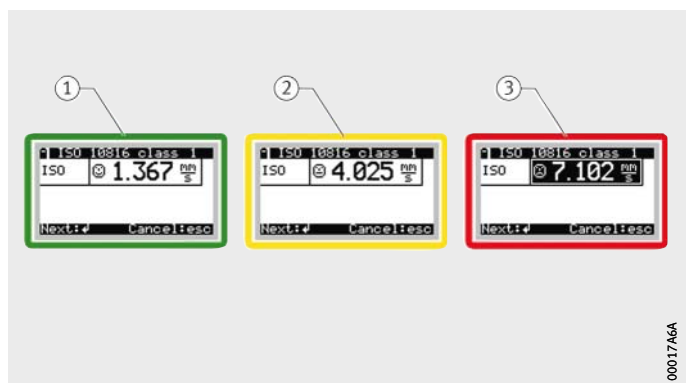 1
2
3
ISO 10816 class 1
ISO 1.367 mm/s
Next:↲ Cancel:esc
ISO 10816 class 1
ISO 4.025 mm/s
Next:↲ Cancel:esc
ISO 10816 class 1
ISO 7.102 mm/s
Next:↲ Cancel:esc
00017A6A